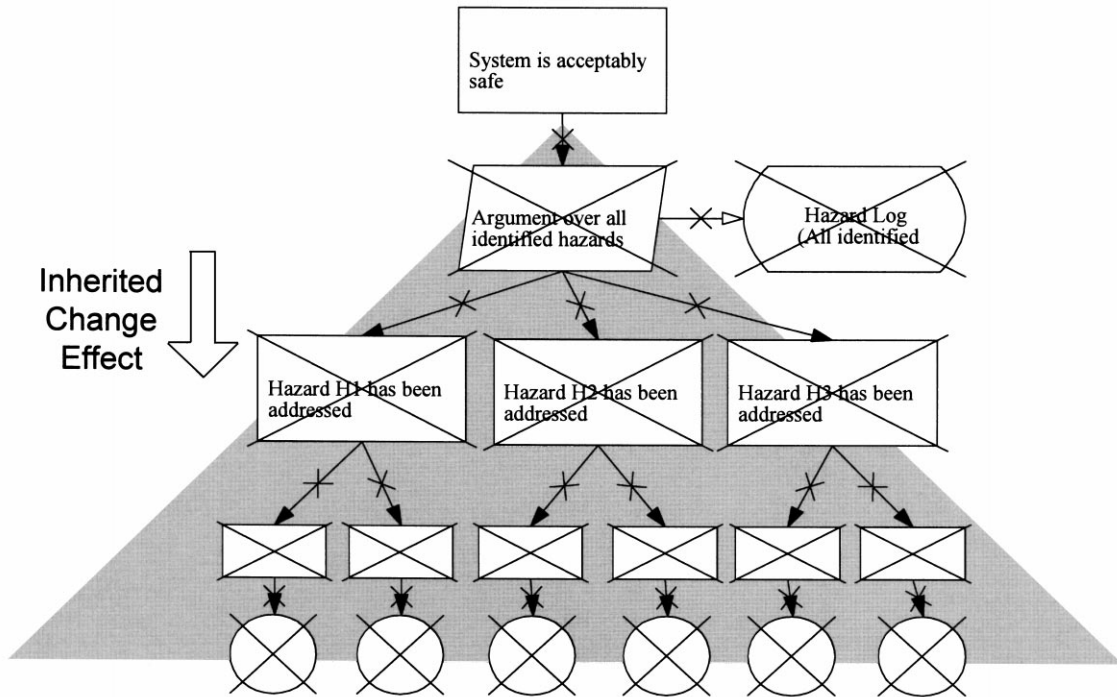 System is acceptably
safe
Argument over all
identified hazards
Hazard Log
(All identified
Inherited
Change
Effect
Hazard H1 has been
addressed
Hazard H2 has been
addressed
Hazard H3 has been
addressed